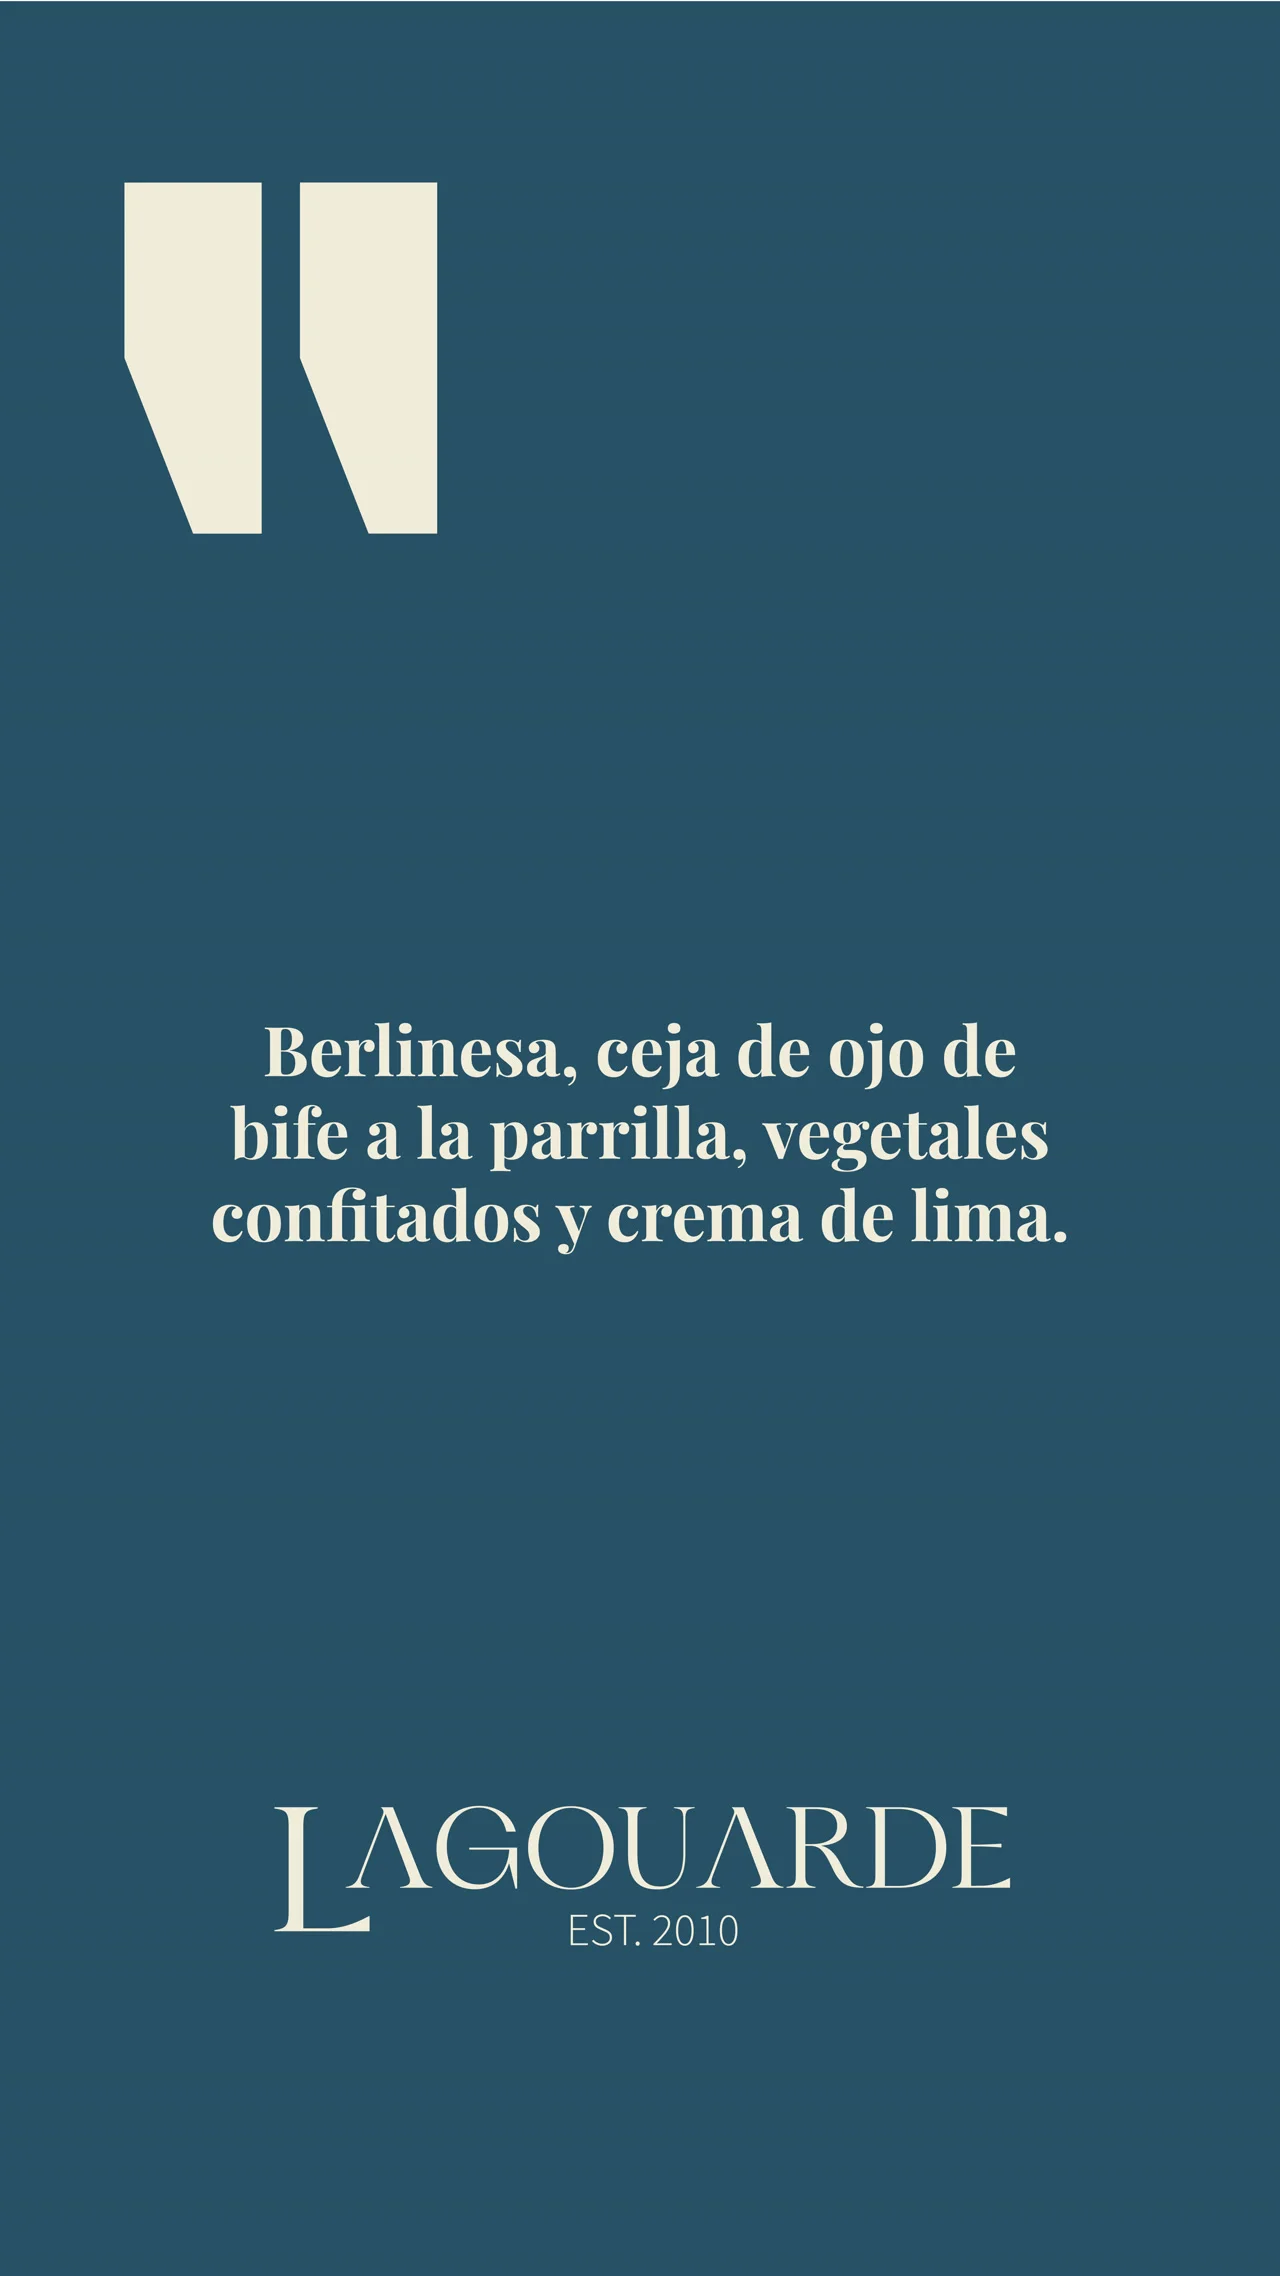 "
Berlinesa, ceja de ojo de
bife a la parrilla, vegetales
confitados y crema de lima.
LAGOUARDE
EST. 2010